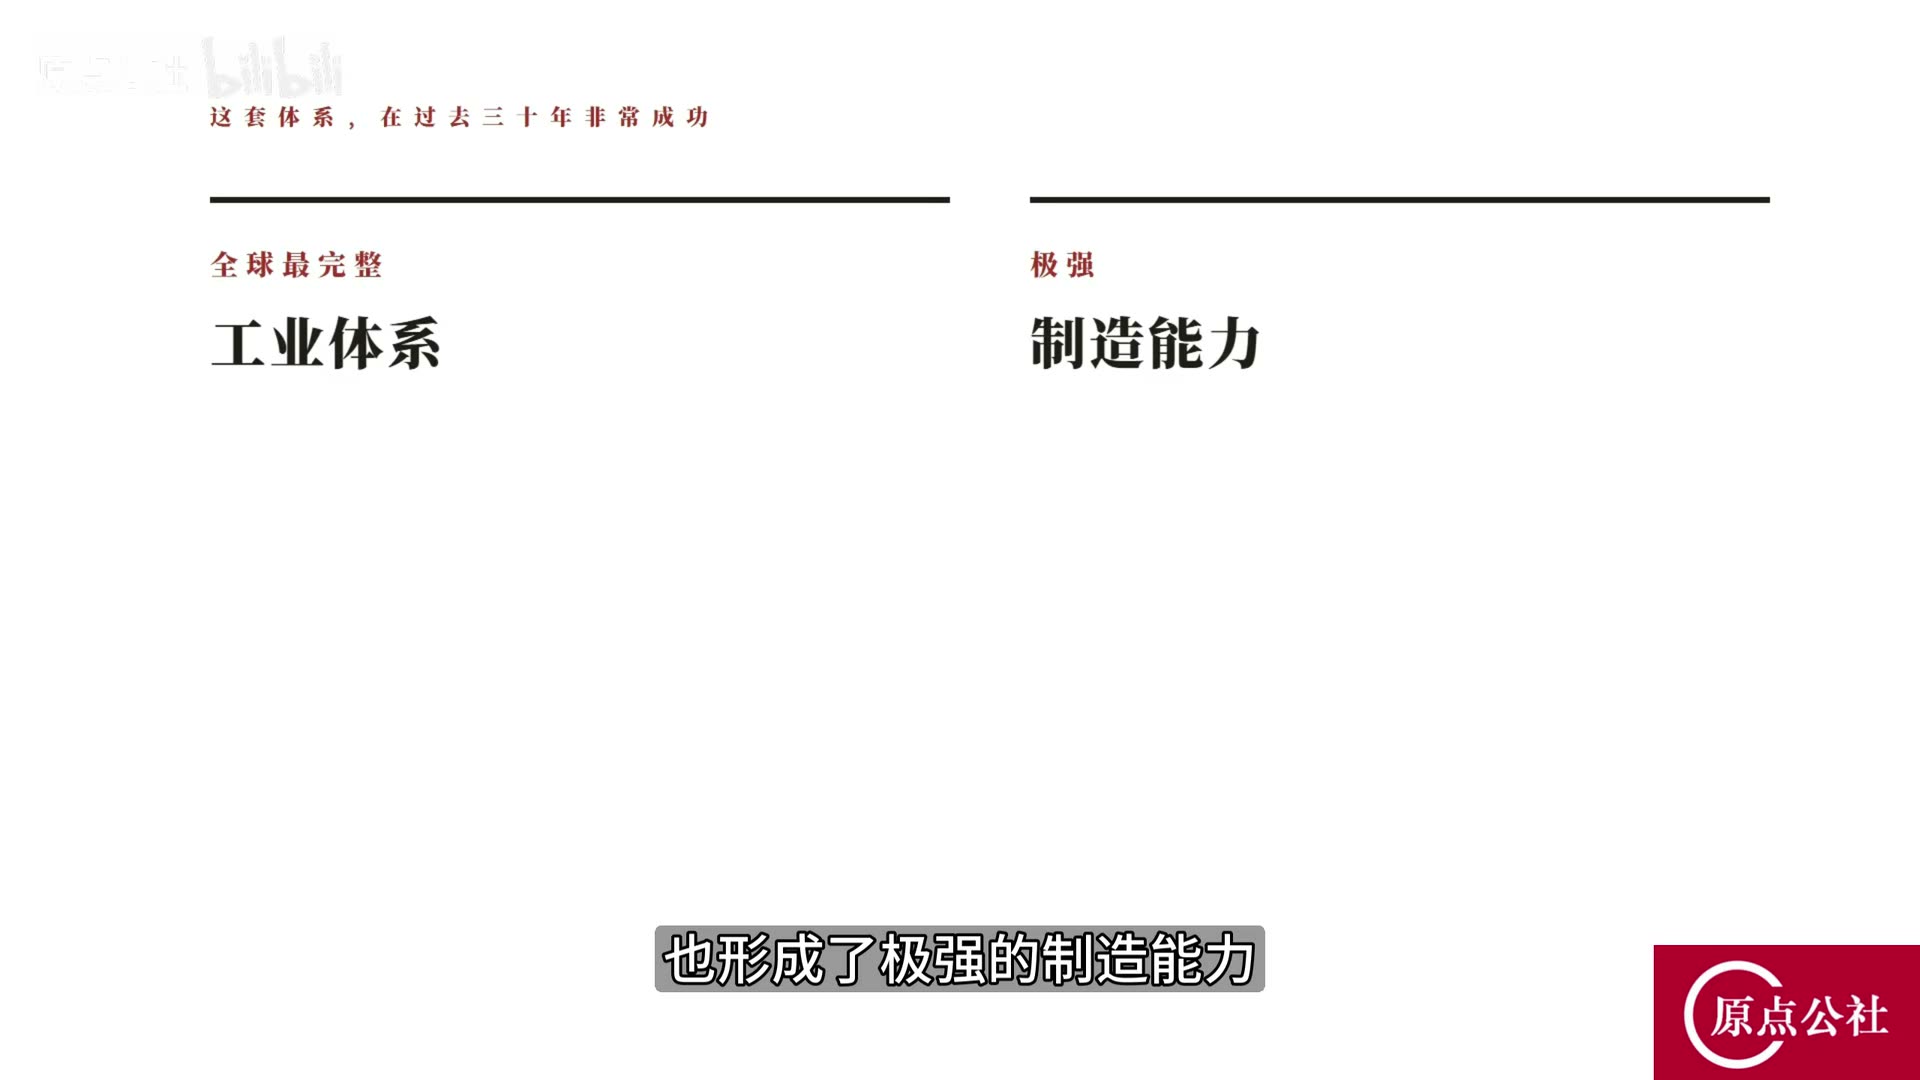 bilibili
这套体系，在过去三十年非常成功
全球最完整
工业体系
极强
制造能力
也形成了极强的制造能力
原点公社